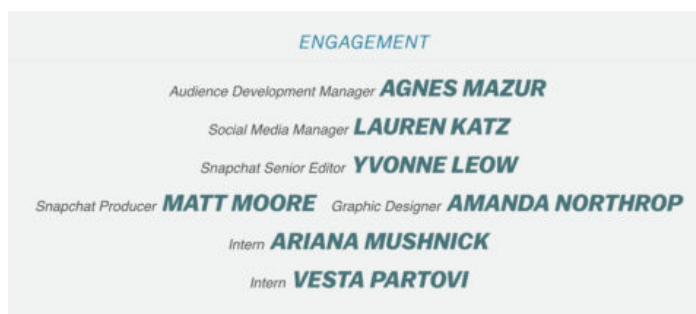 ENGAGEMENT
Audience Development Manager AGNES MAZUR
Social Media Manager LAUREN KATZ
Snapchat Senior Editor YVONNE LEOW
Snapchat Producer MATT MOORE Graphic Designer AMANDA NORTHROP
Intern ARIANA MUSHNICK
Intern VESTA PARTOVI